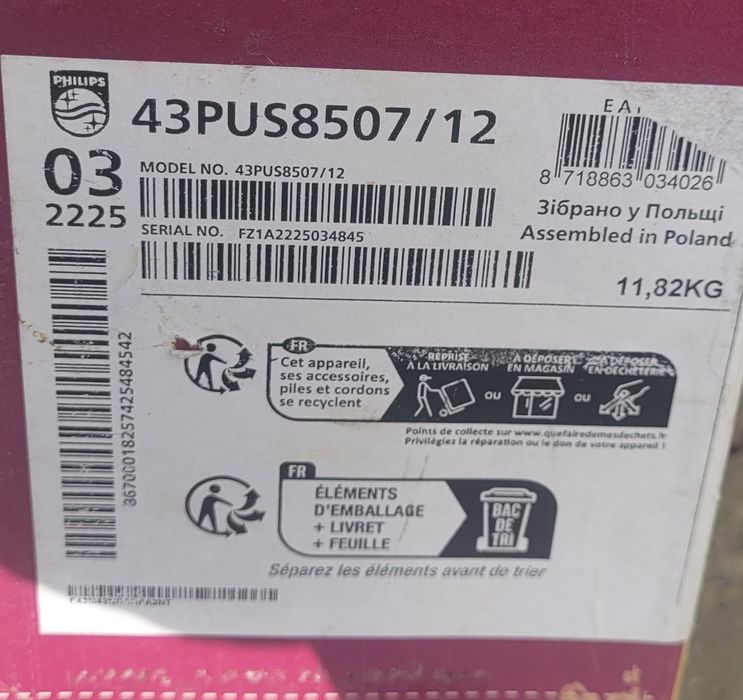 PHILIPS
43PUS8507/12
03
2225
MODEL NO. 43PUS8507/12
SERIAL NO. FZ1A2225034845
8 718863 034026
Зібрано у Польщі
Assembled in Poland
11,82KG
3670001825742548​4542
FR
Cet appareil,
ses accessoires,
piles et cordons
se recyclent
REPRISE
À LA LIVRAISON
OU
À DÉPOSER
EN MAGASIN
OU
À DÉPOSER
EN DÉCHÈTERIE
Points de collecte sur www.quefairedemesdechets.fr
Privilégiez la réparation ou le don de votre appareil !
FR
ÉLÉMENTS
D'EMBALLAGE
+ LIVRET
+ FEUILLE
BAC
DE
TRI
Séparez les éléments avant de trier